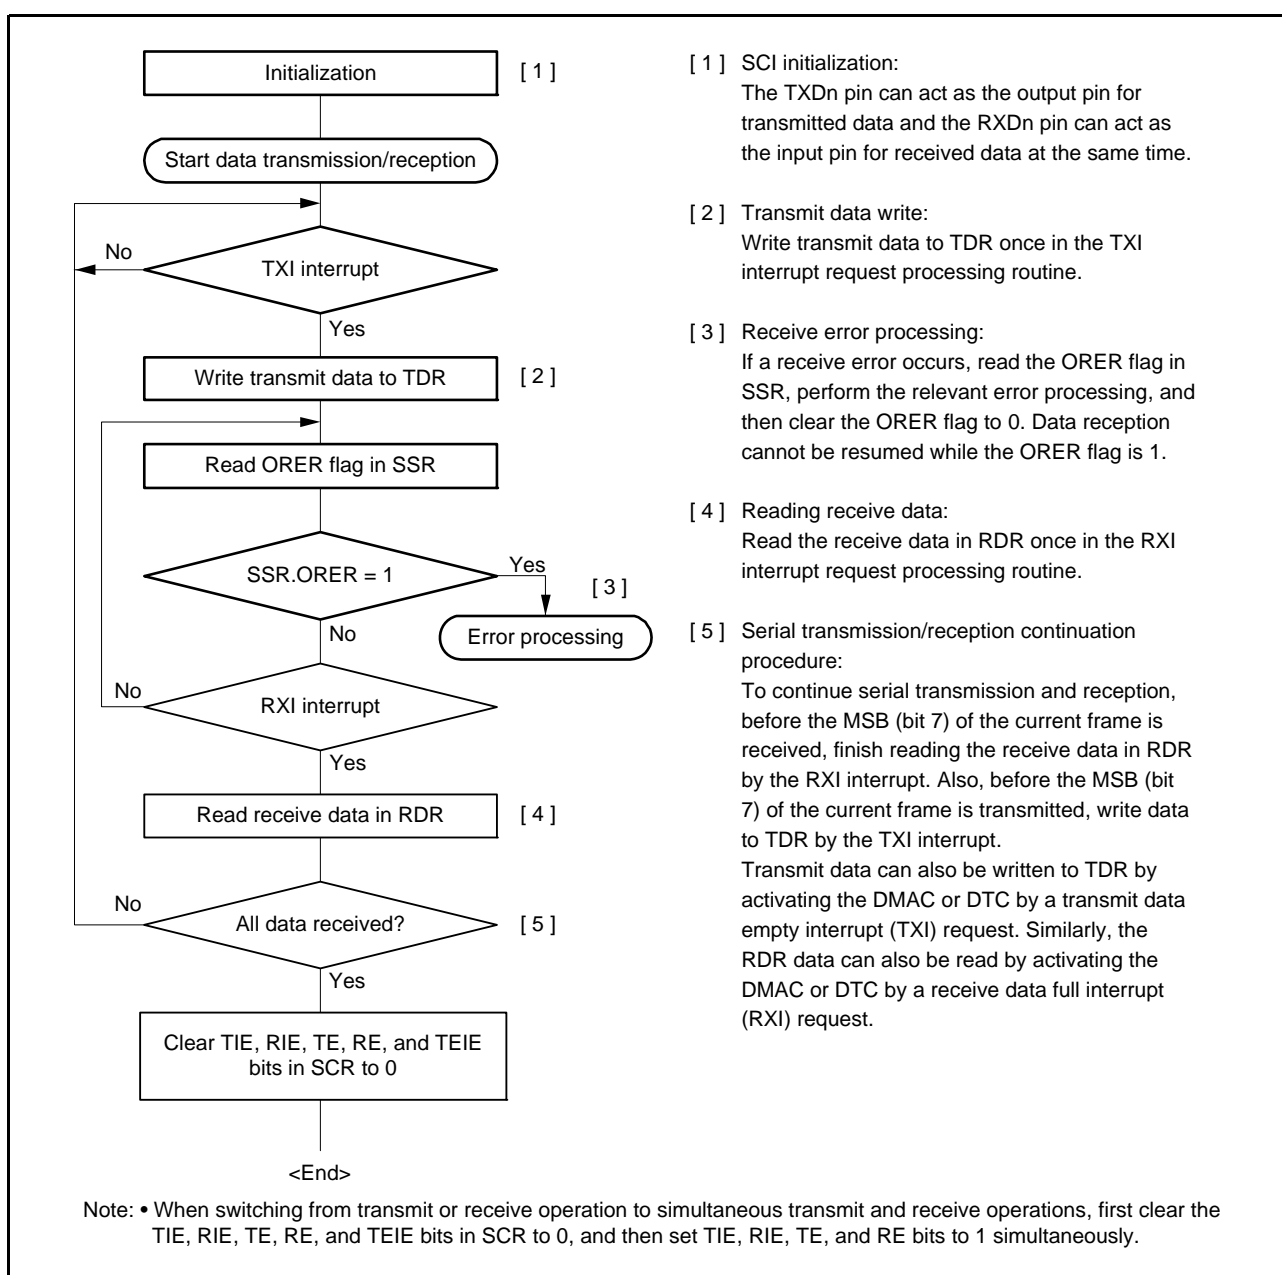 Initialization
[ 1 ]
Start data transmission/reception
No
TXI interrupt
Yes
Write transmit data to TDR
[ 2 ]
Read ORER flag in SSR
SSR.ORER = 1
Yes
[ 3 ]
No
Error processing
No
RXI interrupt
Yes
Read receive data in RDR
[ 4 ]
No
All data received?
[ 5 ]
Yes
Clear TIE, RIE, TE, RE, and TEIE
bits in SCR to 0
<End>
[ 1 ] SCI initialization:
The TXDn pin can act as the output pin for
transmitted data and the RXDn pin can act as
the input pin for received data at the same time.
[ 2 ] Transmit data write:
Write transmit data to TDR once in the TXI
interrupt request processing routine.
[ 3 ] Receive error processing:
If a receive error occurs, read the ORER flag in
SSR, perform the relevant error processing, and
then clear the ORER flag to 0. Data reception
cannot be resumed while the ORER flag is 1.
[ 4 ] Reading receive data:
Read the receive data in RDR once in the RXI
interrupt request processing routine.
[ 5 ] Serial transmission/reception continuation
procedure:
To continue serial transmission and reception,
before the MSB (bit 7) of the current frame is
received, finish reading the receive data in RDR
by the RXI interrupt. Also, before the MSB (bit
7) of the current frame is transmitted, write data
to TDR by the TXI interrupt.
Transmit data can also be written to TDR by
activating the DMAC or DTC by a transmit data
empty interrupt (TXI) request. Similarly, the
RDR data can also be read by activating the
DMAC or DTC by a receive data full interrupt
(RXI) request.
Note: • When switching from transmit or receive operation to simultaneous transmit and receive operations, first clear the
TIE, RIE, TE, RE, and TEIE bits in SCR to 0, and then set TIE, RIE, TE, and RE bits to 1 simultaneously.